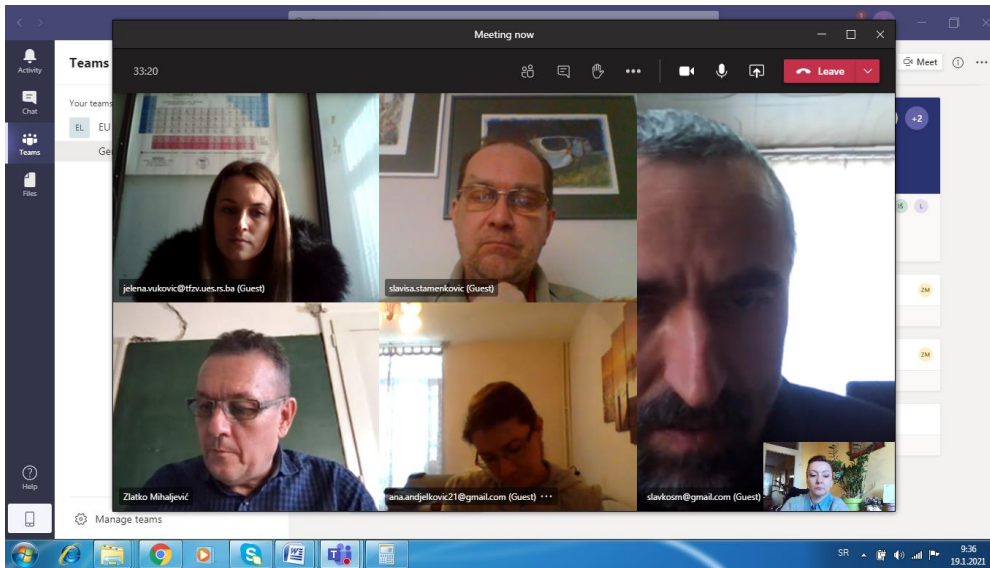 Meeting now
33:20
Leave
Activity
Chat
Teams
Files
Help
Teams
Your teams
EL EU
Ge
Manage teams
Meet
+2
L
ZM
ZM
jelena.vukovic@tfzv.ues.rs.ba (Guest)
slavisa.stamenkovic (Guest)
Zlatko Mihaljević
ana.andjelkovic21@gmail.com (Guest)
slavkosm@gmail.com (Guest)
SR
9:36
19.1.2021